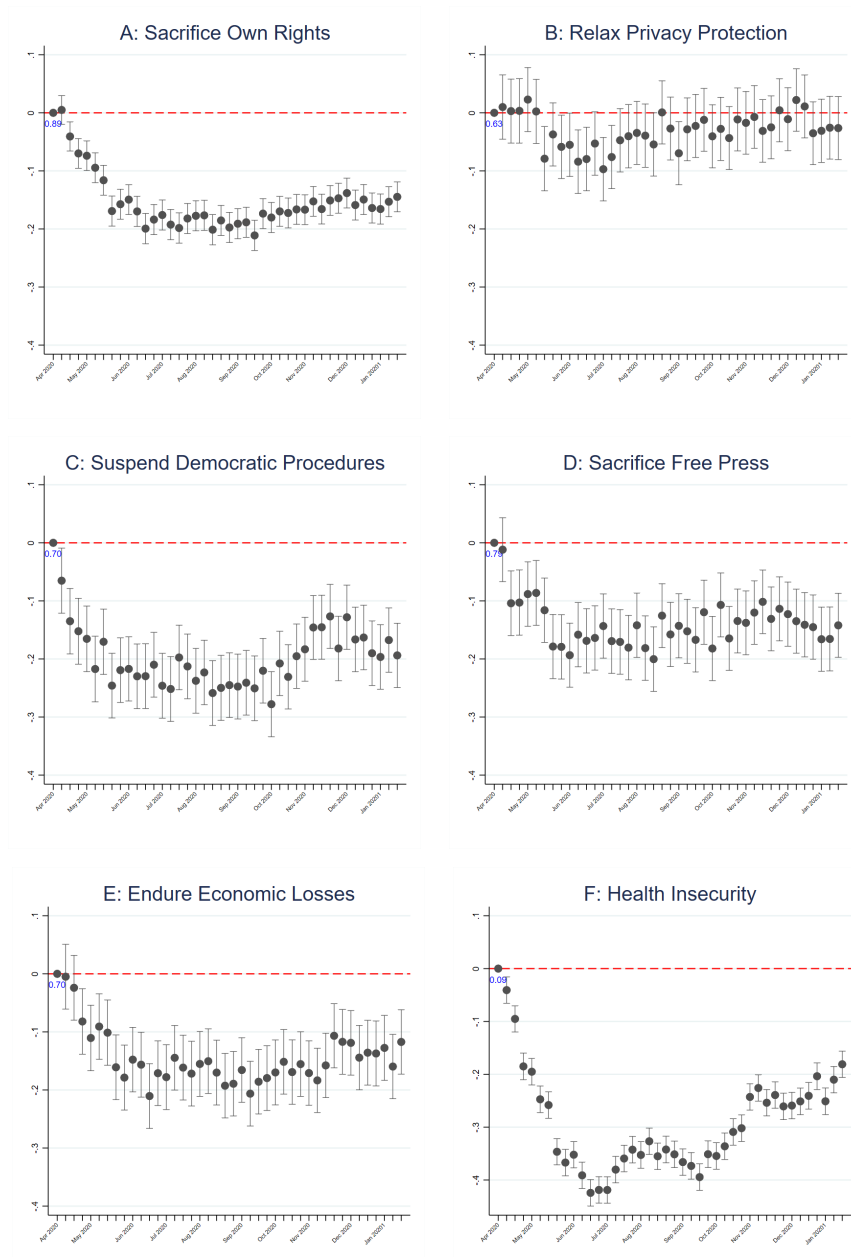 A: Sacrifice Own Rights
.1
0
-.1
-.2
-.3
-.4
0.89
Apr 2020
May 2020
Jun 2020
Jul 2020
Aug 2020
Sep 2020
Oct 2020
Nov 2020
Dec 2020
Jan 20201
B: Relax Privacy Protection
.1
0
-.1
-.2
-.3
-.4
0.63
Apr 2020
May 2020
Jun 2020
Jul 2020
Aug 2020
Sep 2020
Oct 2020
Nov 2020
Dec 2020
Jan 20201
C: Suspend Democratic Procedures
.1
0
-.1
-.2
-.3
-.4
0.70
Apr 2020
May 2020
Jun 2020
Jul 2020
Aug 2020
Sep 2020
Oct 2020
Nov 2020
Dec 2020
Jan 20201
D: Sacrifice Free Press
.1
0
-.1
-.2
-.3
-.4
0.79
Apr 2020
May 2020
Jun 2020
Jul 2020
Aug 2020
Sep 2020
Oct 2020
Nov 2020
Dec 2020
Jan 20201
E: Endure Economic Losses
.1
0
-.1
-.2
-.3
-.4
0.70
Apr 2020
May 2020
Jun 2020
Jul 2020
Aug 2020
Sep 2020
Oct 2020
Nov 2020
Dec 2020
Jan 20201
F: Health Insecurity
.1
0
-.1
-.2
-.3
-.4
0.09
Apr 2020
May 2020
Jun 2020
Jul 2020
Aug 2020
Sep 2020
Oct 2020
Nov 2020
Dec 2020
Jan 20201